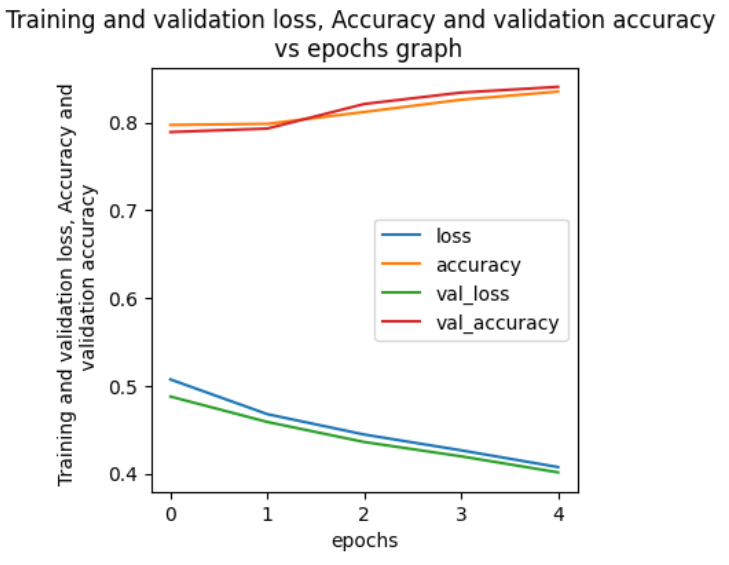 Training and validation loss, Accuracy and validation accuracy
vs epochs graph
Training and validation loss, Accuracy and
validation accuracy
0.8
0.7
0.6
0.5
0.4
loss
accuracy
val_loss
val_accuracy
0 1 2 3 4
epochs